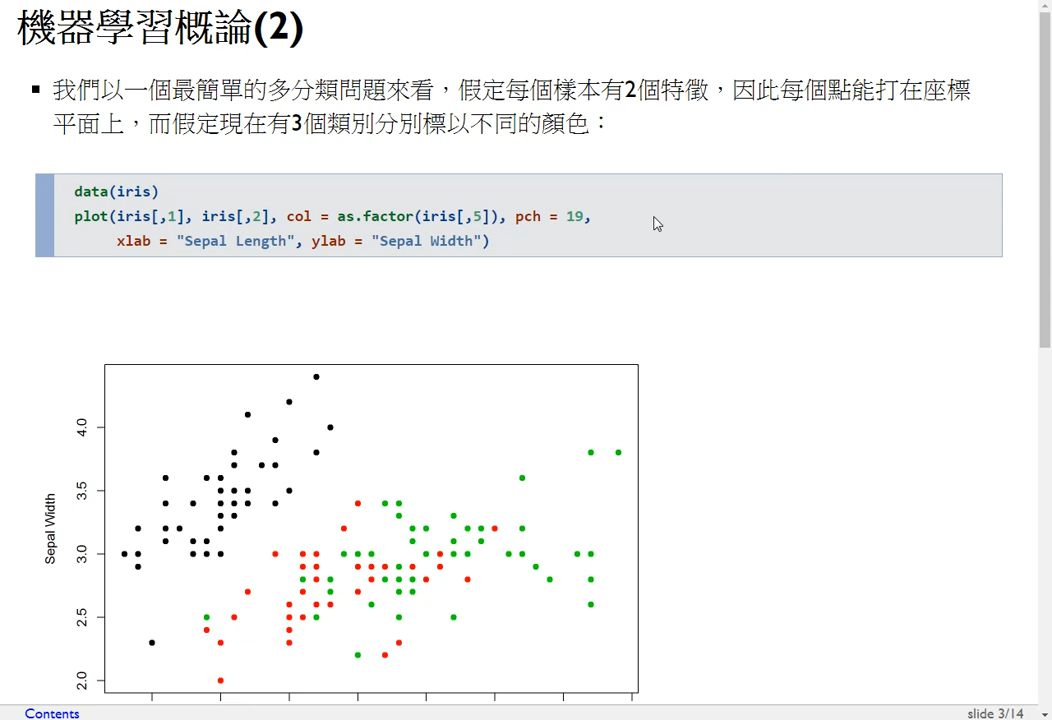 機器學習概論(2)
我們以一個最簡單的多分類問題來看，假定每個樣本有2個特徵，因此每個點能打在座標
平面上，而假定現在有3個類別分別標以不同的顏色：
data(iris)
plot(iris[,1], iris[,2], col = as.factor(iris[,5]), pch = 19,
xlab = "Sepal Length", ylab = "Sepal Width")
4.0
3.5
3.0
2.5
2.0
Sepal Width
Contents
slide 3/14